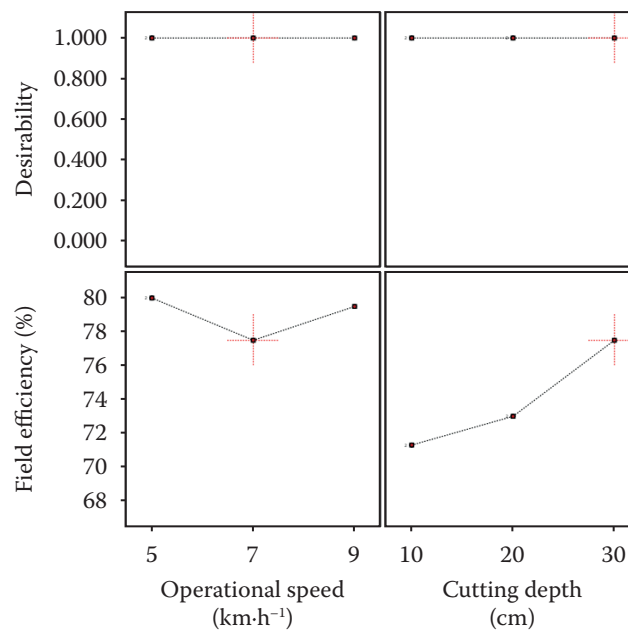 Desirability
1.000
0.800
0.600
0.400
0.200
0.000
Field efficiency (%)
80
78
76
74
72
70
68
5 7 9 10 20 30
Operational speed Cutting depth
(km·h⁻¹) (cm)